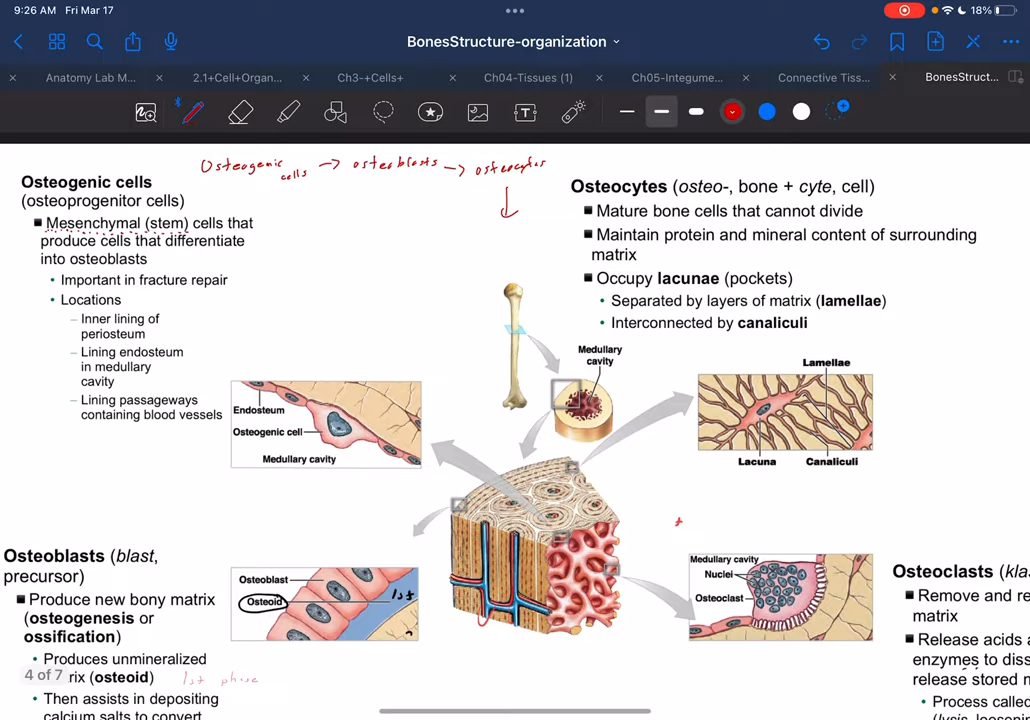 9:26 AM Fri Mar 17
18%
BonesStructure-organization
Anatomy Lab M...
2.1+Cell+Organ...
Ch3-+Cells+
Ch04-Tissues (1)
Ch05-Integume...
Connective Tiss...
BonesStruct...
Osteogenic cells → osteoblasts → osteocytes
Osteogenic cells
(osteoprogenitor cells)
Mesenchymal (stem) cells that
produce cells that differentiate
into osteoblasts
Important in fracture repair
Locations
Inner lining of
periosteum
Lining endosteum
in medullary
cavity
Lining passageways
containing blood vessels
Osteocytes (osteo-, bone + cyte, cell)
Mature bone cells that cannot divide
Maintain protein and mineral content of surrounding
matrix
Occupy lacunae (pockets)
Separated by layers of matrix (lamellae)
Interconnected by canaliculi
Medullary
cavity
Lamellae
Lacuna
Canaliculi
Endosteum
Osteogenic cell
Medullary cavity
Osteoblasts (blast,
precursor)
Produce new bony matrix
(osteogenesis or
ossification)
Produces unmineralized
rix (osteoid) 1st phase
Then assists in depositing
calcium salts to convert
4 of 7
Osteoblast
Osteoid
1st
Medullary cavity
Nuclei
Osteoclast
Osteoclasts (kla
Remove and re
matrix
Release acids a
enzymes to diss
release stored m
Process called
(lysis, loosenin